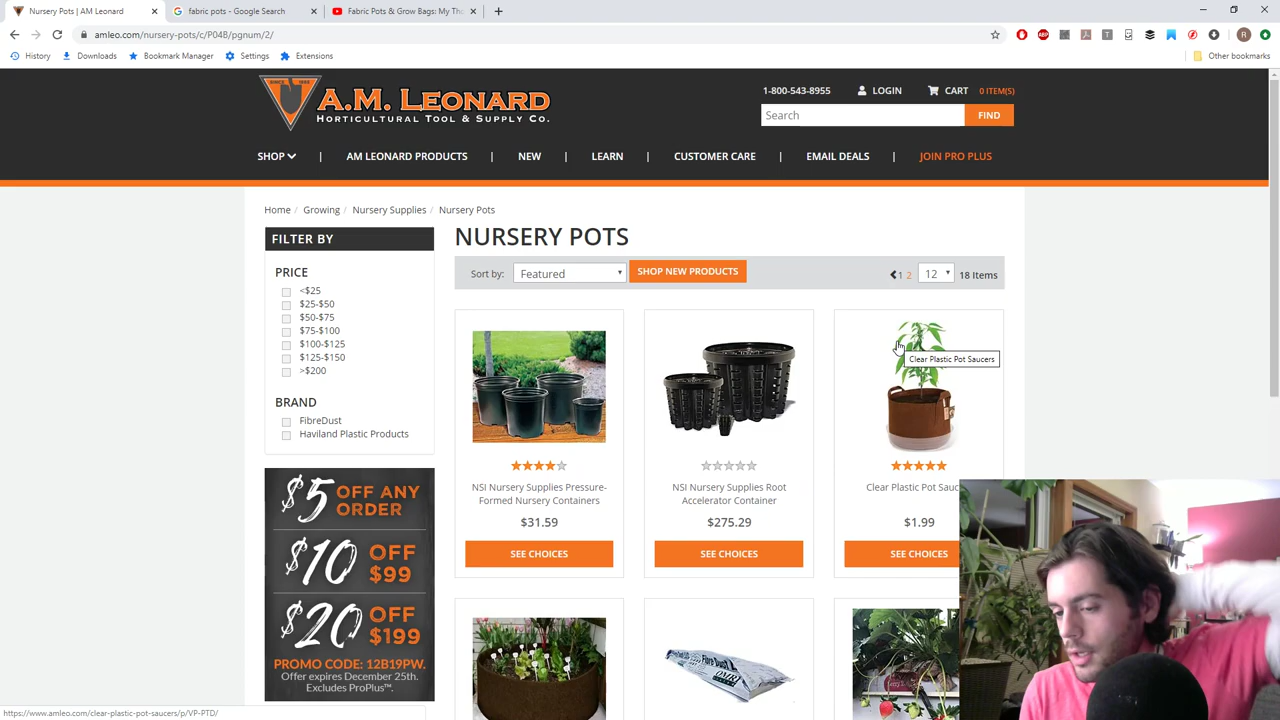 Nursery Pots | AM Leonard
fabric pots - Google Search
Fabric Pots & Grow Bags: My Th
amleo.com/nursery-pots/c/P04B/pgnum/2/
R
History
Downloads
Bookmark Manager
Settings
Extensions
Other bookmarks
A.M. LEONARD
HORTICULTURAL TOOL & SUPPLY CO.
1-800-543-8955
LOGIN
CART
0 ITEM(S)
Search
FIND
SHOP
AM LEONARD PRODUCTS
NEW
LEARN
CUSTOMER CARE
EMAIL DEALS
JOIN PRO PLUS
Home / Growing / Nursery Supplies / Nursery Pots
FILTER BY
PRICE
<$25
$25-$50
$50-$75
$75-$100
$100-$125
$125-$150
>$200
BRAND
FibreDust
Haviland Plastic Products
$5 OFF ANY ORDER
$10 OFF $99
$20 OFF $199
PROMO CODE: 12B19PW.
Offer expires December 25th.
Excludes ProPlus™.
NURSERY POTS
Sort by:
Featured
SHOP NEW PRODUCTS
1 2
12
18 Items
Clear Plastic Pot Saucers
NSI Nursery Supplies Pressure-
Formed Nursery Containers
$31.59
SEE CHOICES
NSI Nursery Supplies Root
Accelerator Container
$275.29
SEE CHOICES
Clear Plastic Pot Sauc
$1.99
SEE CHOICES
https://www.amleo.com/clear-plastic-pot-saucers/p/VP-PTD/